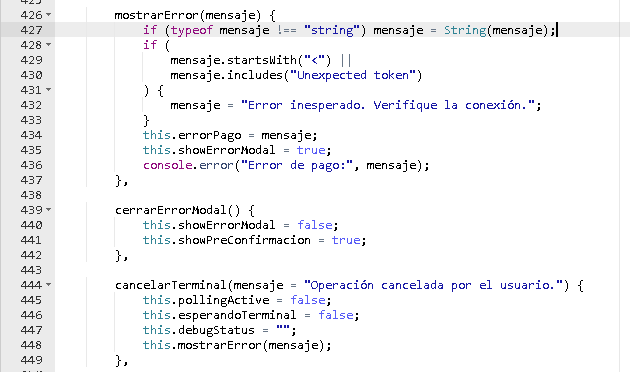 426 mostrarError(mensaje) {
427 if (typeof mensaje !== "string") mensaje = String(mensaje);
428 if (
429 mensaje.startsWith("<") ||
430 mensaje.includes("Unexpected token")
431 ) {
432 mensaje = "Error inesperado. Verifique la conexión.";
433 }
434 this.errorPago = mensaje;
435 this.showErrorModal = true;
436 console.error("Error de pago:", mensaje);
437 },
438
439 cerrarErrorModal() {
440 this.showErrorModal = false;
441 this.showPreConfirmacion = true;
442 },
443
444 cancelarTerminal(mensaje = "Operación cancelada por el usuario.") {
445 this.pollingActive = false;
446 this.esperandoTerminal = false;
447 this.debugStatus = "";
448 this.mostrarError(mensaje);
449 },